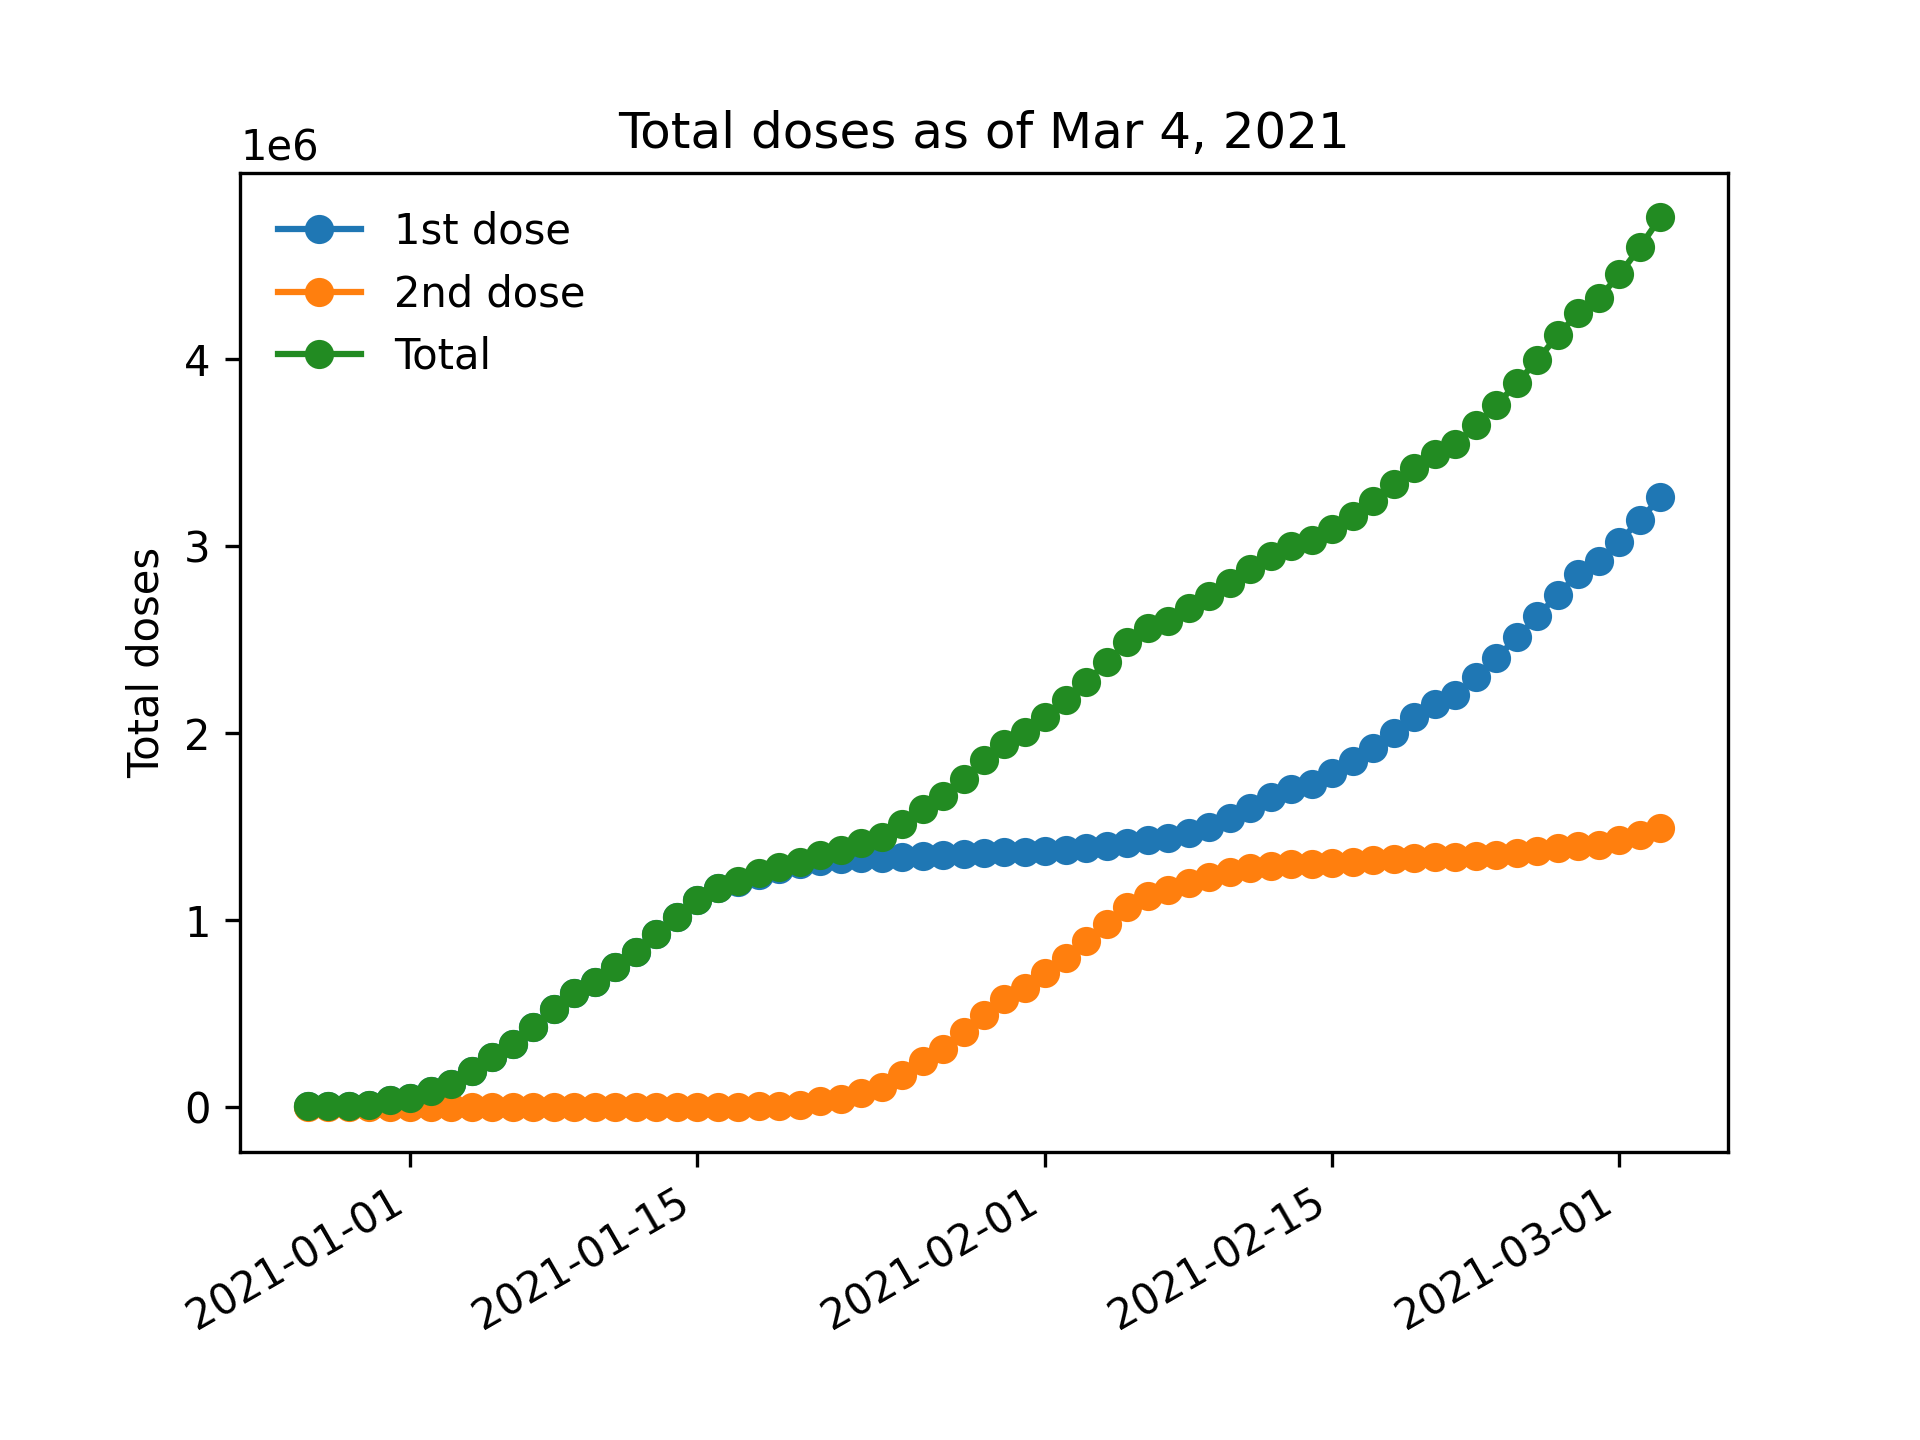 Total doses as of Mar 4, 2021
1e6
1st dose
2nd dose
Total
Total doses
4
3
2
1
0
2021-01-01
2021-01-15
2021-02-01
2021-02-15
2021-03-01